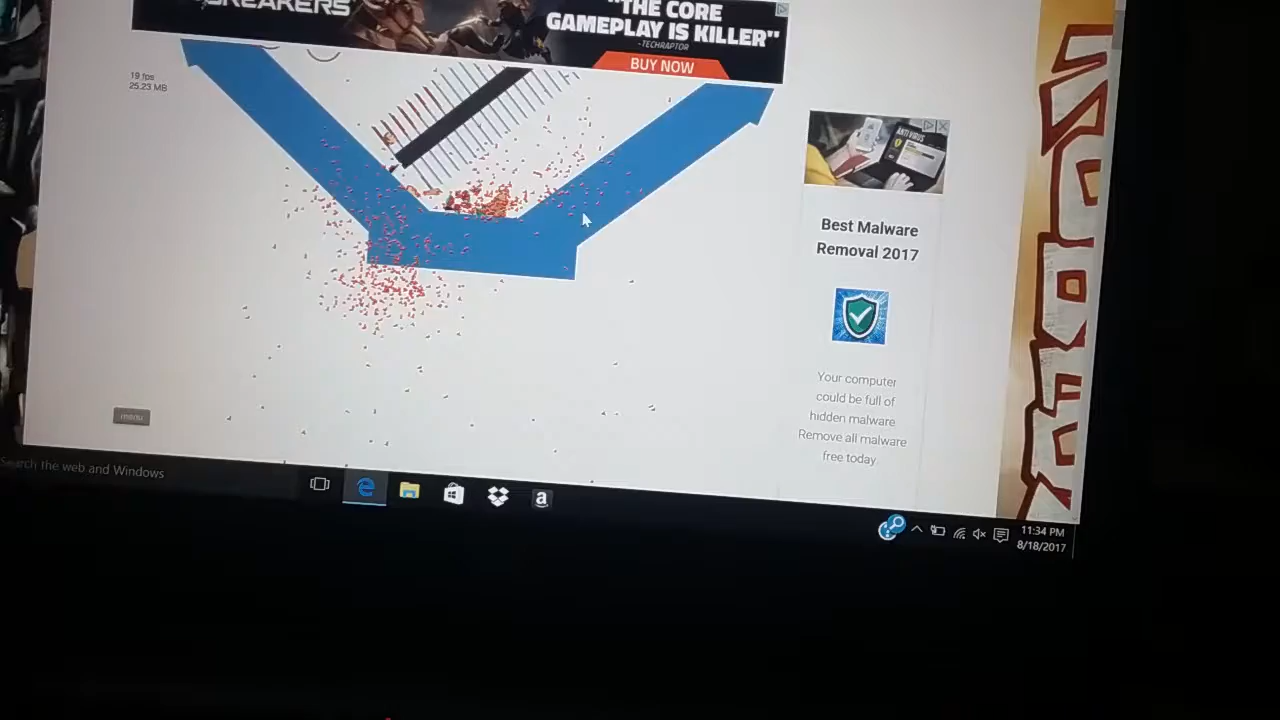 BREAKERS
"THE CORE
GAMEPLAY IS KILLER"
-TECHRAPTOR
BUY NOW
19 fps
25.23 MB
ANTIVIRUS
Best Malware
Removal 2017
Your computer
could be full of
hidden malware
Remove all malware
free today
menu
Search the web and Windows
a
11:34 PM
8/18/2017